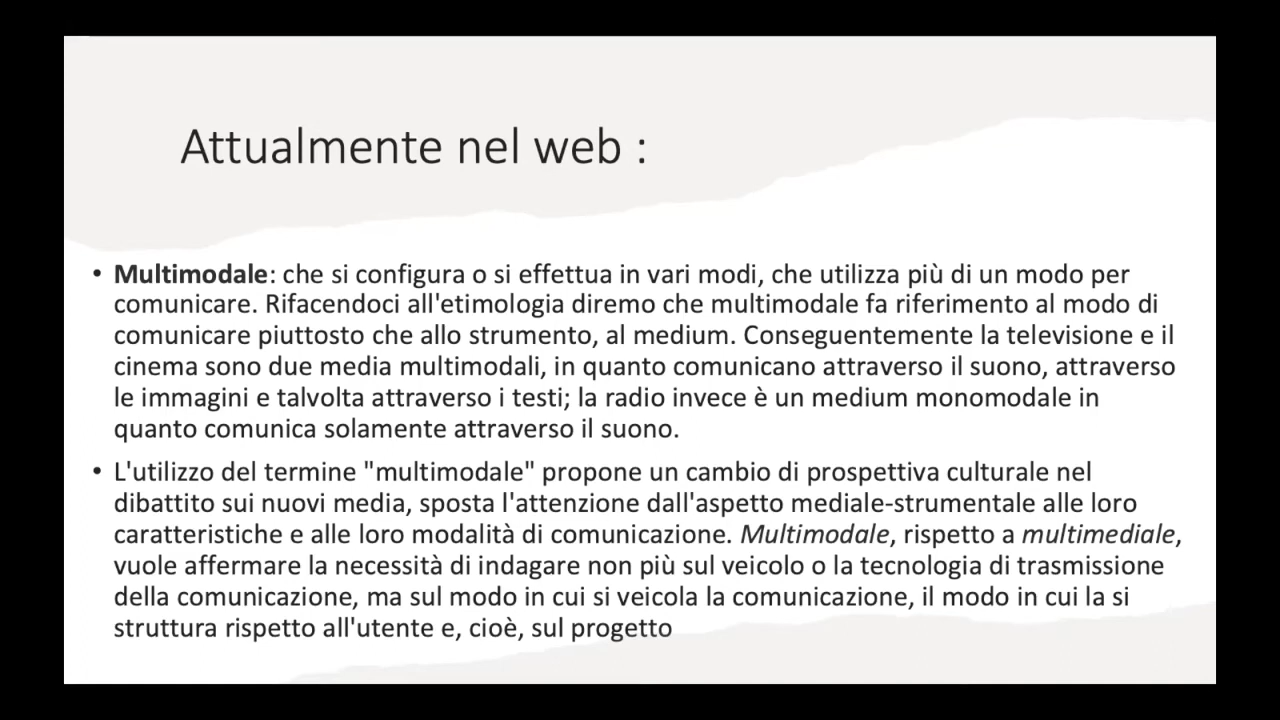 Attualmente nel web :
• Multimodale: che si configura o si effettua in vari modi, che utilizza più di un modo per
comunicare. Rifacendoci all'etimologia diremo che multimodale fa riferimento al modo di
comunicare piuttosto che allo strumento, al medium. Conseguentemente la televisione e il
cinema sono due media multimodali, in quanto comunicano attraverso il suono, attraverso
le immagini e talvolta attraverso i testi; la radio invece è un medium monomodale in
quanto comunica solamente attraverso il suono.
• L'utilizzo del termine "multimodale" propone un cambio di prospettiva culturale nel
dibattito sui nuovi media, sposta l'attenzione dall'aspetto mediale-strumentale alle loro
caratteristiche e alle loro modalità di comunicazione. Multimodale, rispetto a multimediale,
vuole affermare la necessità di indagare non più sul veicolo o la tecnologia di trasmissione
della comunicazione, ma sul modo in cui si veicola la comunicazione, il modo in cui la si
struttura rispetto all'utente e, cioè, sul progetto